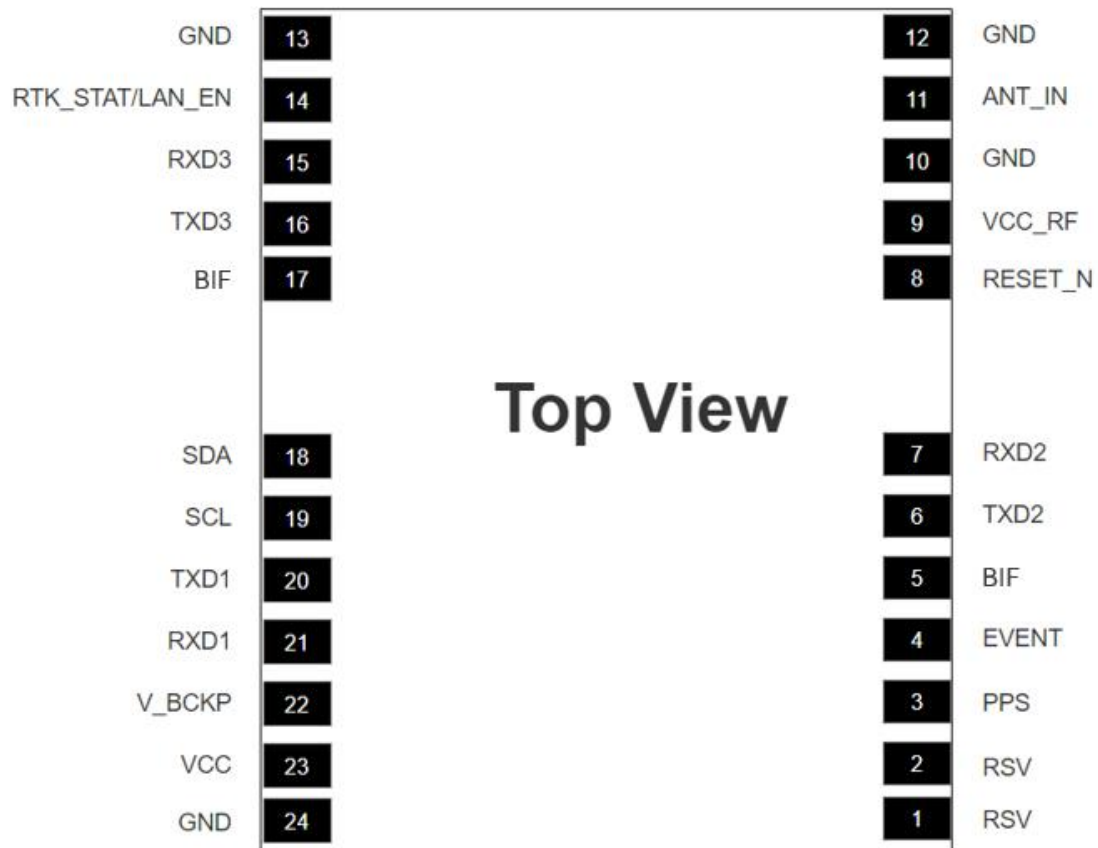 GND 13 12 GND
RTK_STAT/LAN_EN 14 11 ANT_IN
RXD3 15 10 GND
TXD3 16 9 VCC_RF
BIF 17 8 RESET_N
Top View
SDA 18 7 RXD2
SCL 19 6 TXD2
TXD1 20 5 BIF
RXD1 21 4 EVENT
V_BCKP 22 3 PPS
VCC 23 2 RSV
GND 24 1 RSV